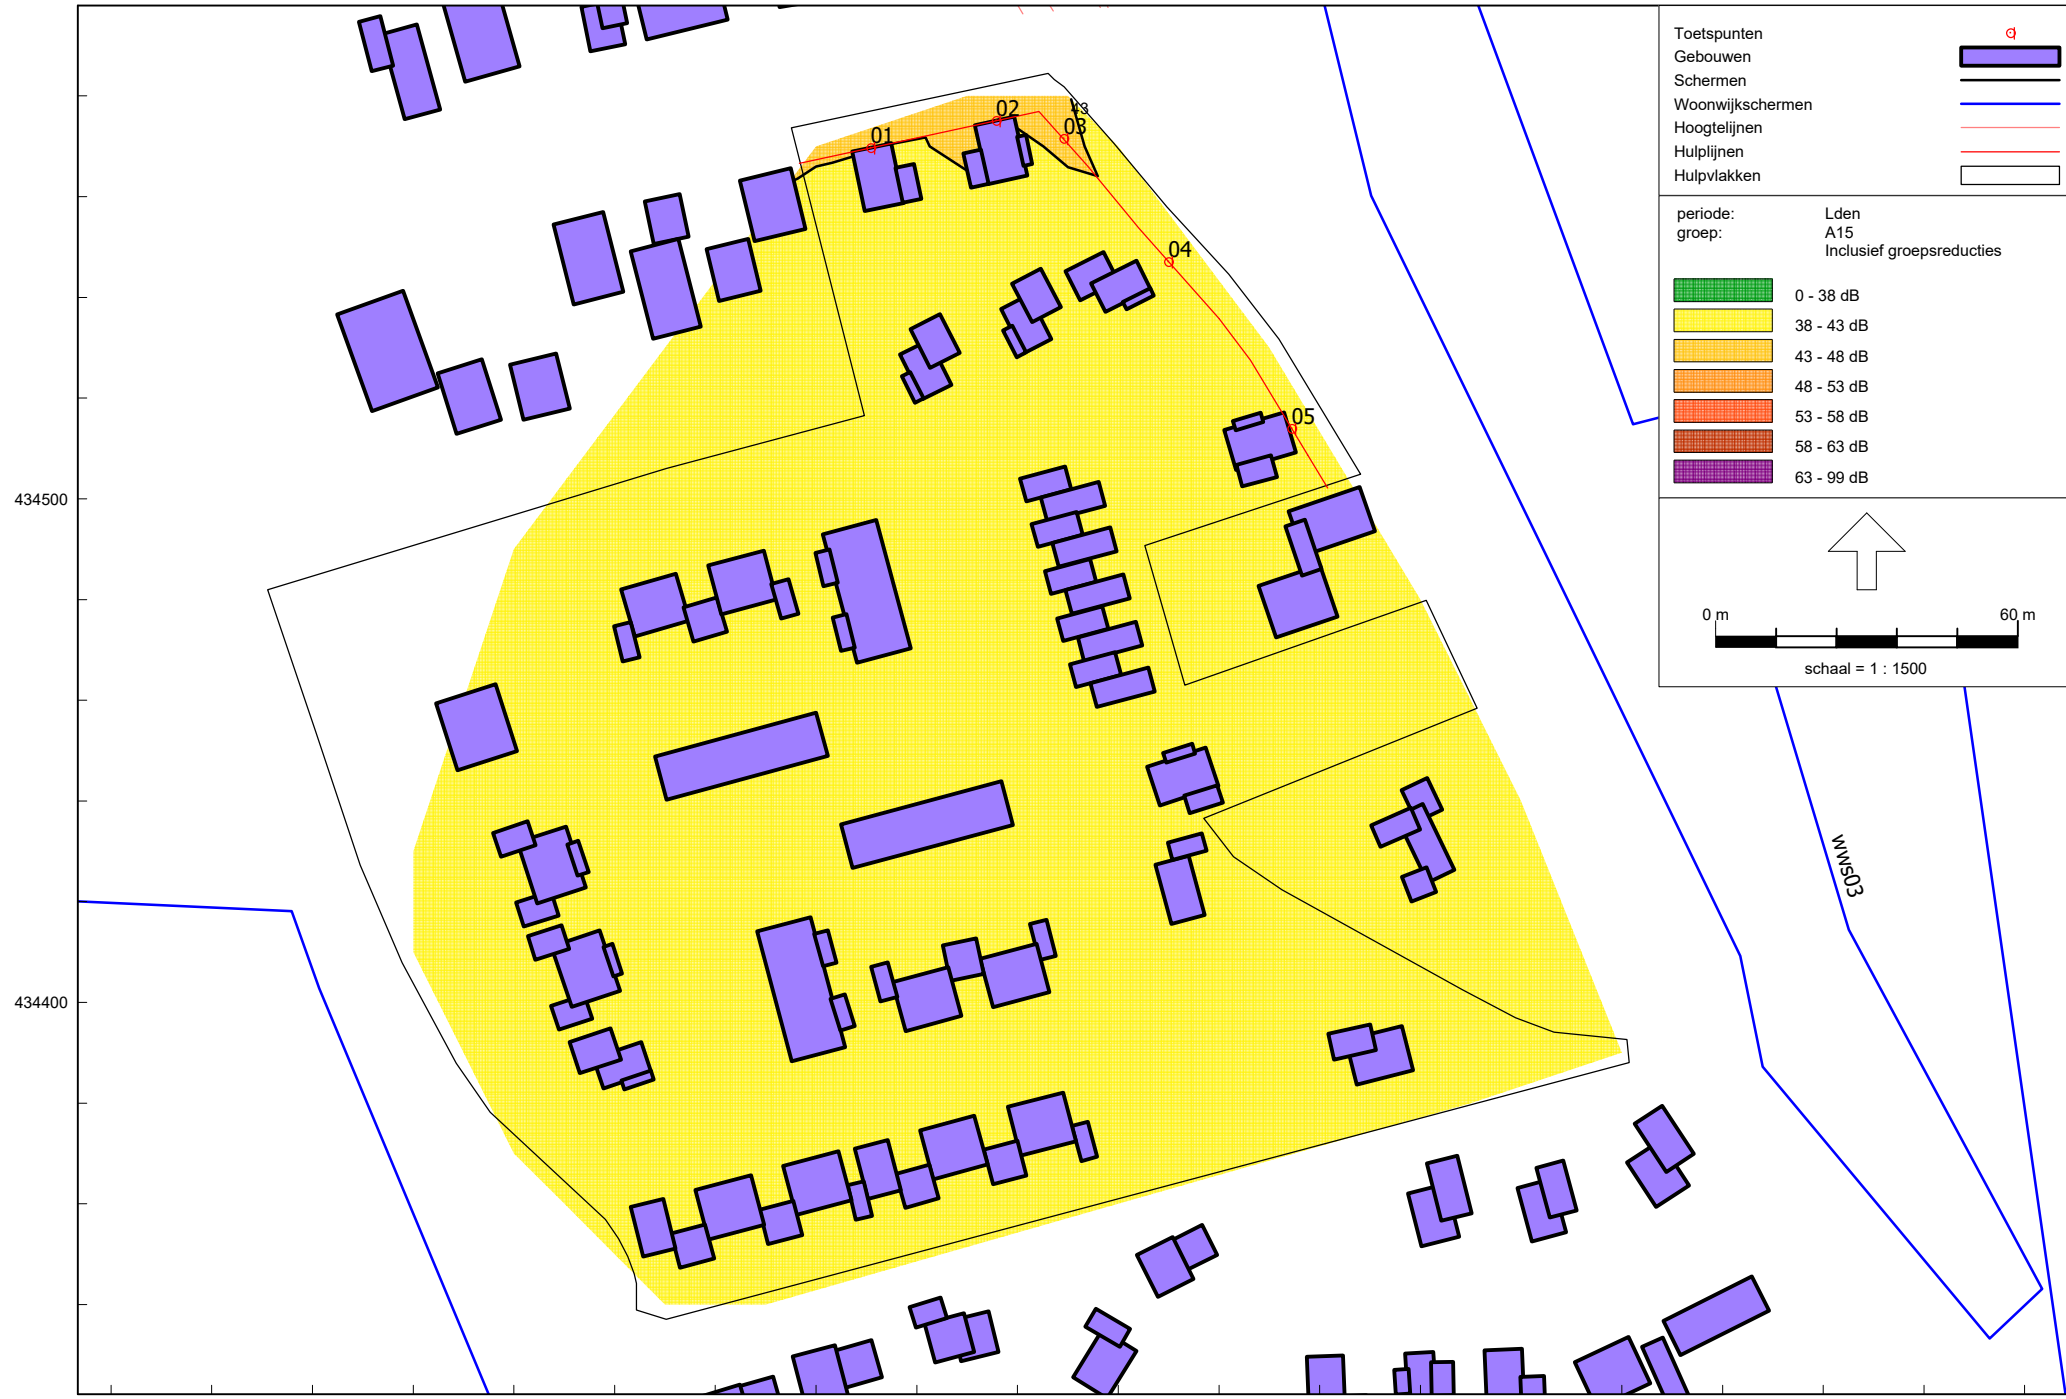 Toetspunten
Gebouwen
Schermen
Woonwijkschermen
Hoogtelijnen
Hulplijnen
Hulpvlakken
periode: Lden
groep: A15
Inclusief groepsreducties
0 - 38 dB
38 - 43 dB
43 - 48 dB
48 - 53 dB
53 - 58 dB
58 - 63 dB
63 - 99 dB
0 m 60 m
schaal = 1 : 1500
43
02
03
01
04
05
434500
wws03
434400